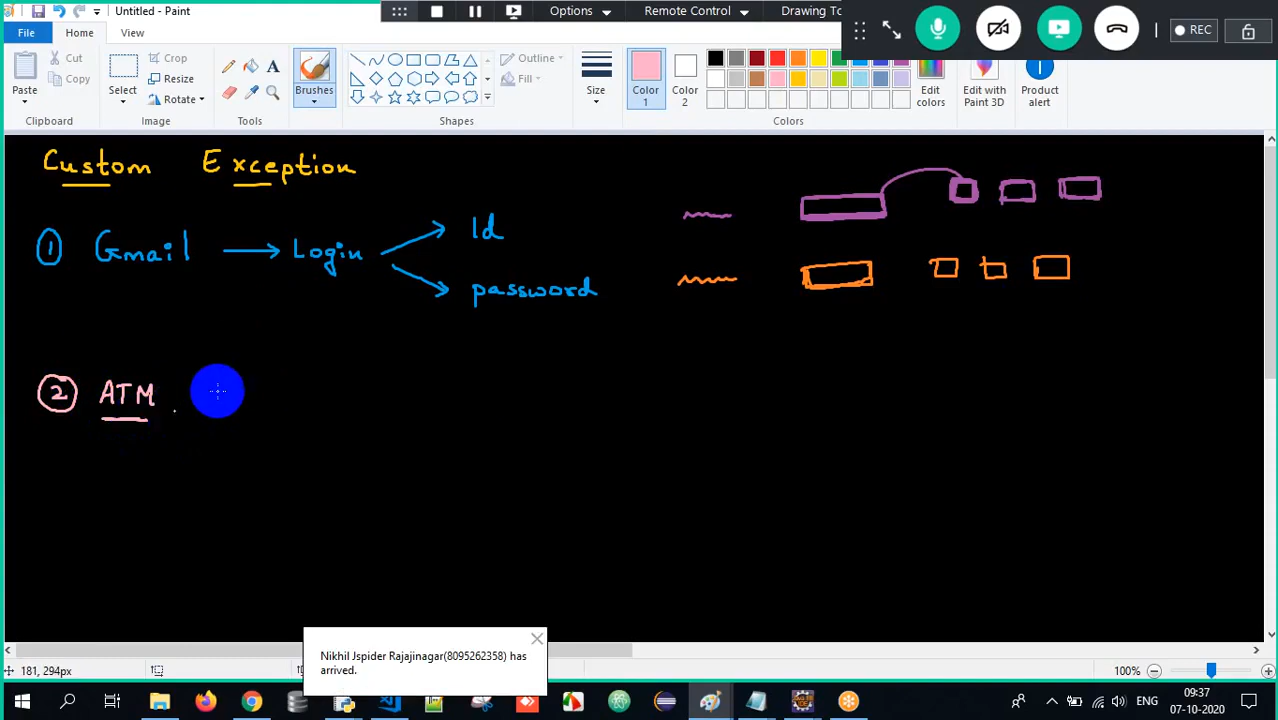 Untitled - Paint
Options
Remote Control
Drawing To
REC
File
Home
View
Paste
Cut
Copy
Clipboard
Select
Crop
Resize
Rotate
Image
Tools
Brushes
Outline
Fill
Shapes
Size
Color
1
Color
2
Edit
colors
Colors
Edit with
Paint 3D
Product
alert
Custom Exception
① Gmail → Login
Id
password
② ATM
Nikhil Jspider Rajajinagar(8095262358) has
arrived.
181, 294px
100%
ENG
09:37
07-10-2020